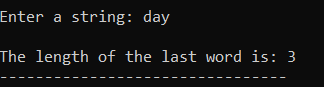 Enter a string: day
The length of the last word is: 3
--------------------------------